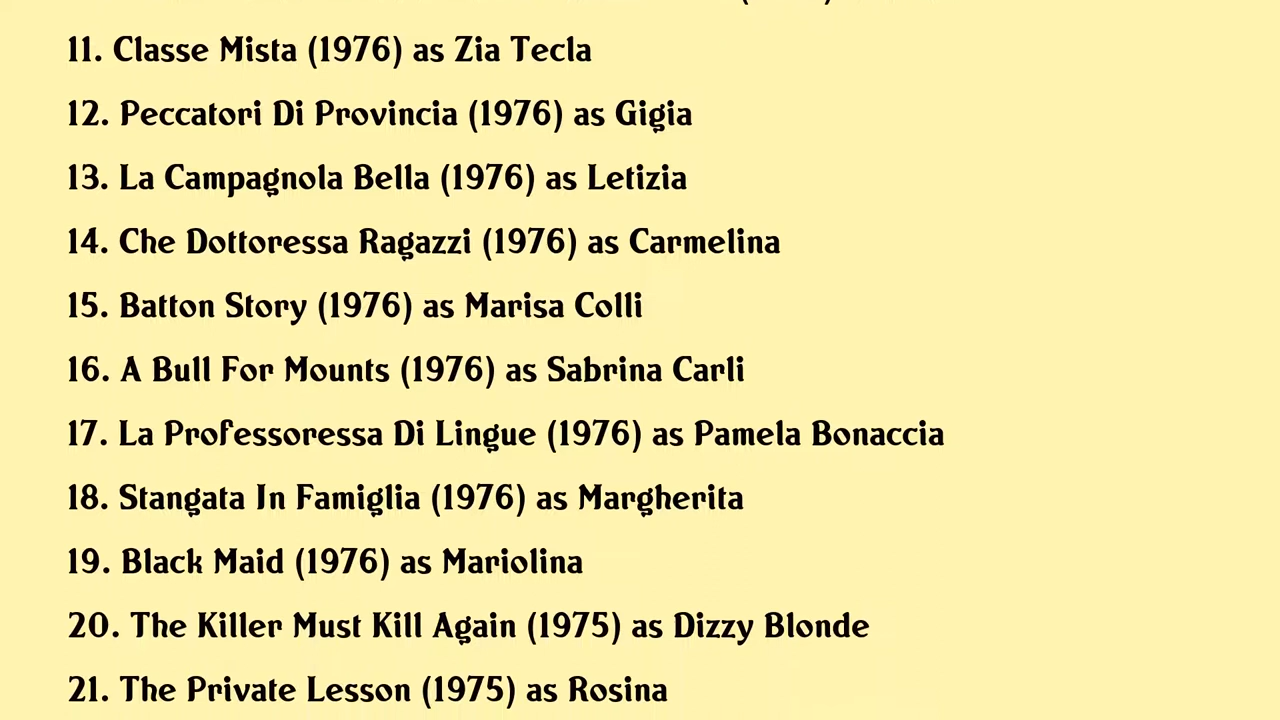 11. Classe Mista (1976) as Zia Tecla
12. Peccatori Di Provincia (1976) as Gigia
13. La Campagnola Bella (1976) as Letizia
14. Che Dottoressa Ragazzi (1976) as Carmelina
15. Batton Story (1976) as Marisa Colli
16. A Bull For Mounts (1976) as Sabrina Carli
17. La Professoressa Di Lingue (1976) as Pamela Bonaccia
18. Stangata In Famiglia (1976) as Margherita
19. Black Maid (1976) as Mariolina
20. The Killer Must Kill Again (1975) as Dizzy Blonde
21. The Private Lesson (1975) as Rosina